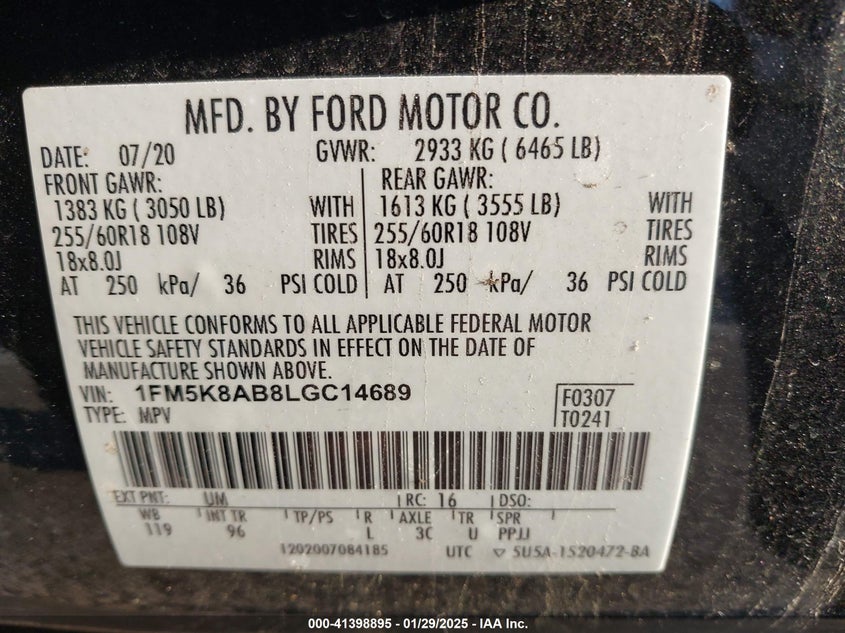 MFD. BY FORD MOTOR CO.
DATE: 07/20 GVWR: 2933 KG ( 6465 LB)
FRONT GAWR: REAR GAWR:
1383 KG ( 3050 LB) WITH 1613 KG ( 3555 LB) WITH
255/60R18 108V TIRES 255/60R18 108V TIRES
18x8.0J RIMS 18x8.0J RIMS
AT 250 kPa/ 36 PSI COLD AT 250 kPa/ 36 PSI COLD
THIS VEHICLE CONFORMS TO ALL APPLICABLE FEDERAL MOTOR
VEHICLE SAFETY STANDARDS IN EFFECT ON THE DATE OF
MANUFACTURE SHOWN ABOVE.
VIN: 1FM5K8AB8LGC14689 F0307
TYPE: MPV T0241
EXT PNT: UM RC: 16 DSO:
WB INT TR TP/PS R AXLE TR SPR
119 96 L 3C U PPJJ
1202007084185 UTC ▽ 5U5A-1520472-BA
000-41398895 - 01/29/2025 - IAA Inc.